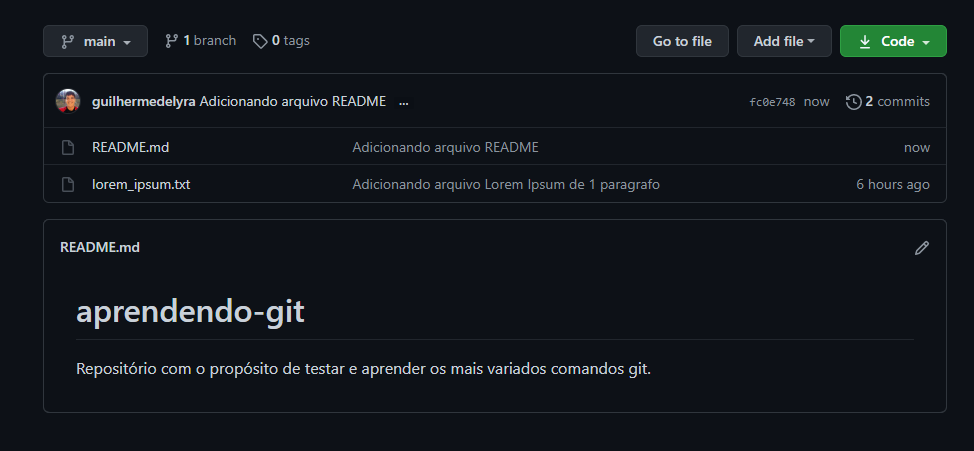 main 1 branch 0 tags Go to file Add file Code
guilhermedelyra Adicionando arquivo README ... fc0e748 now 2 commits
README.md Adicionando arquivo README now
lorem_ipsum.txt Adicionando arquivo Lorem Ipsum de 1 paragrafo 6 hours ago
README.md
aprendendo-git
Repositório com o propósito de testar e aprender os mais variados comandos git.